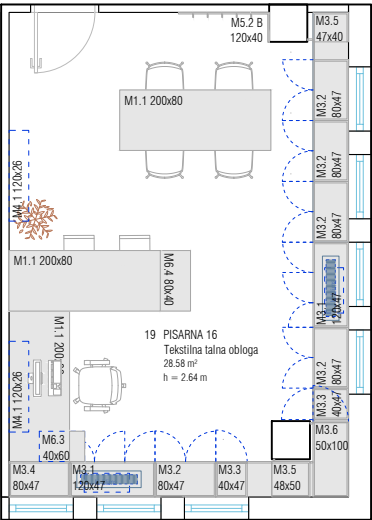 M5.2 B
120x40
M3.5
47x40
M1.1 200x80
M3.2
80x47
M3.2
80x47
M3.2
80x47
M4.1 120x26
M1.1 200x80
M6.4 80x40
M3.1
120x47
M1.1 200
19 PISARNA 16
Tekstilna talna obloga
28.58 m²
h = 2.64 m
M3.2
80x47
M3.3
40x47
M4.1 120x26
M6.3
40x60
M3.6
50x100
M3.4
80x47
M3.1
120x47
M3.2
80x47
M3.3
40x47
M3.5
48x50